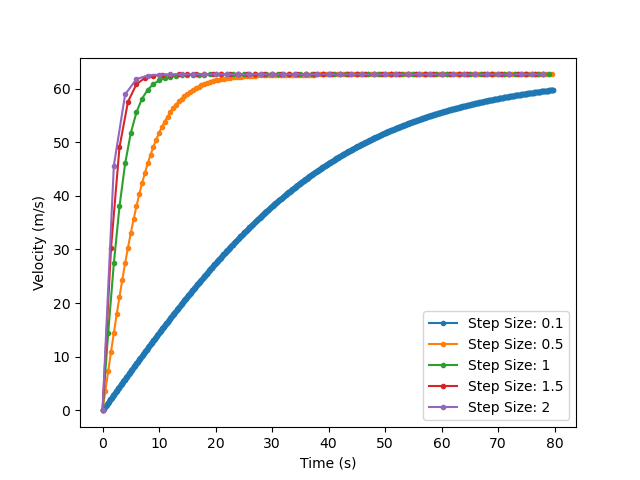 60
50
40
30
20
10
0
Velocity (m/s)
0 10 20 30 40 50 60 70 80
Time (s)
Step Size: 0.1
Step Size: 0.5
Step Size: 1
Step Size: 1.5
Step Size: 2